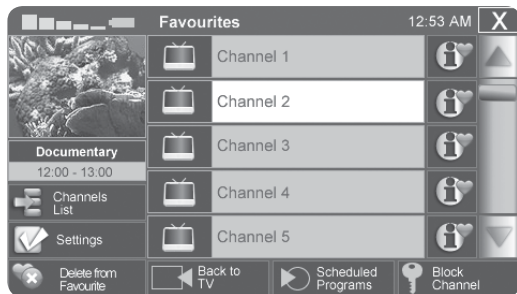 Favourites
12:53 AM
X
Channel 1
Channel 2
Channel 3
Channel 4
Channel 5
Documentary
12:00 - 13:00
Channels
List
Settings
Delete from
Favourite
Back to
TV
Scheduled
Programs
Block
Channel